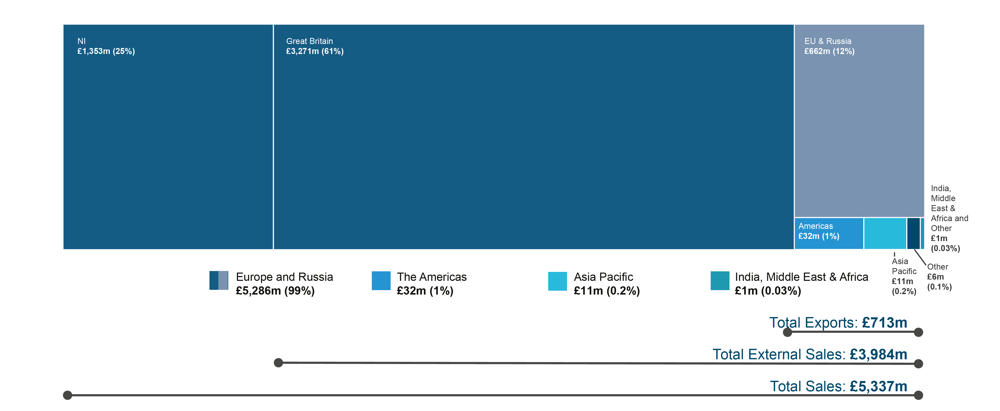 NI
£1,353m (25%)
Great Britain
£3,271m (61%)
EU & Russia
£662m (12%)
India,
Middle
East &
Africa and
Other
£1m
(0.03%)
Americas
£32m (1%)
Asia
Pacific
£11m
(0.2%)
Other
£6m
(0.1%)
Europe and Russia
£5,286m (99%)
The Americas
£32m (1%)
Asia Pacific
£11m (0.2%)
India, Middle East & Africa
£1m (0.03%)
Total Exports: £713m
Total External Sales: £3,984m
Total Sales: £5,337m